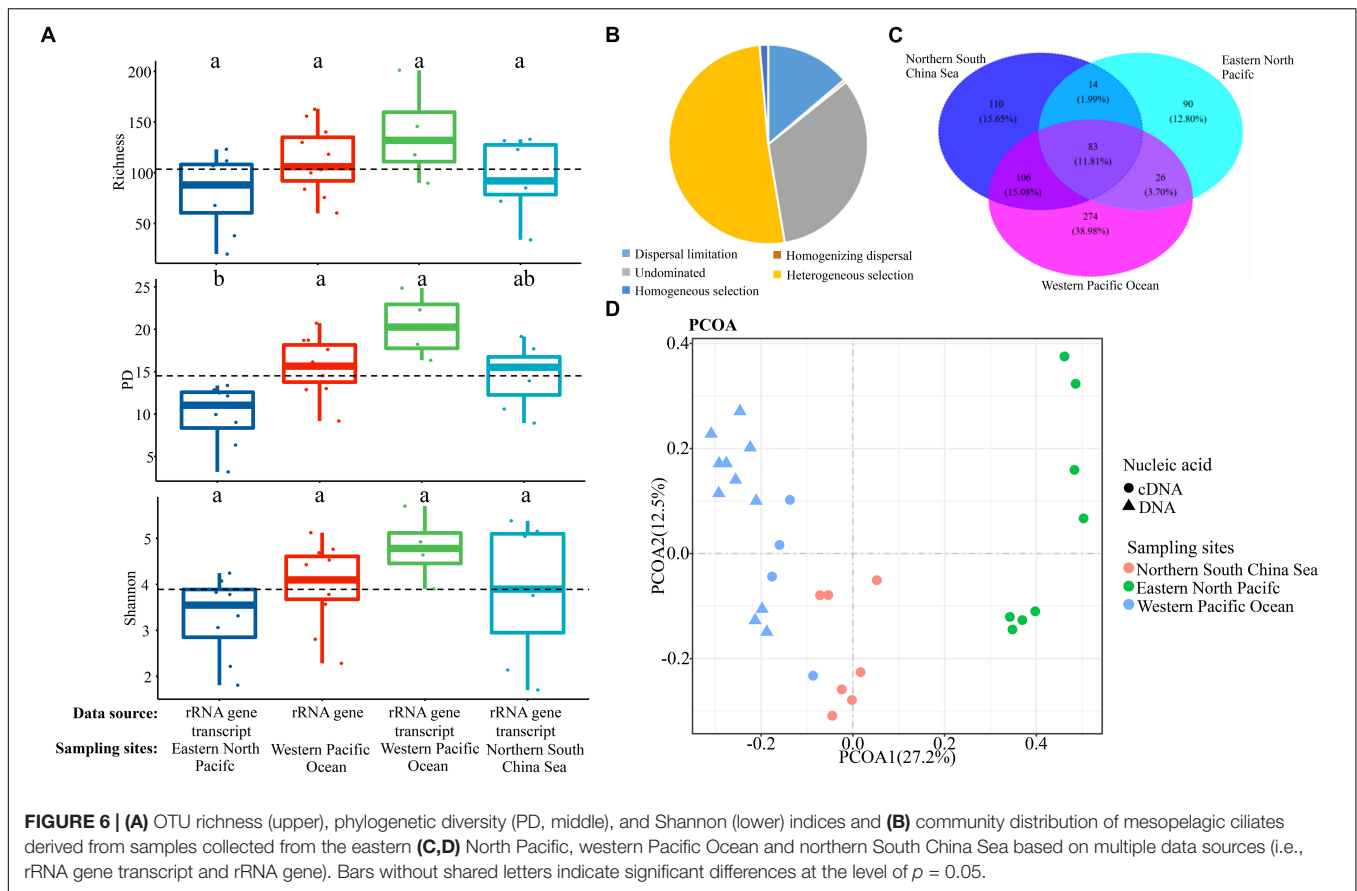 A
a a a a
Richness
200
150
100
50
b a a ab
PD
25
20
15
10
5
a a a a
Shannon
5
4
3
2
Data source:
rRNA gene
transcript
rRNA gene
rRNA gene
transcript
rRNA gene
transcript
Sampling sites:
Eastern North
Pacifc
Western Pacific
Ocean
Western Pacific
Ocean
Northern South
China Sea
B
Dispersal limitation
Undominated
Homogeneous selection
Homogenizing dispersal
Heterogeneous selection
C
Northern South
China Sea
Eastern North
Pacifc
14
(1.99%)
110
(15.65%)
90
(12.80%)
83
(11.81%)
106
(15.08%)
26
(3.70%)
274
(38.98%)
Western Pacific Ocean
D
PCOA
PCOA2(12.5%)
0.4
0.2
0.0
-0.2
-0.2 0.0 0.2 0.4
PCOA1(27.2%)
Nucleic acid
cDNA
DNA
Sampling sites
Northern South China Sea
Eastern North Pacifc
Western Pacific Ocean
FIGURE 6 | (A) OTU richness (upper), phylogenetic diversity (PD, middle), and Shannon (lower) indices and (B) community distribution of mesopelagic ciliates
derived from samples collected from the eastern (C,D) North Pacific, western Pacific Ocean and northern South China Sea based on multiple data sources (i.e.,
rRNA gene transcript and rRNA gene). Bars without shared letters indicate significant differences at the level of p = 0.05.